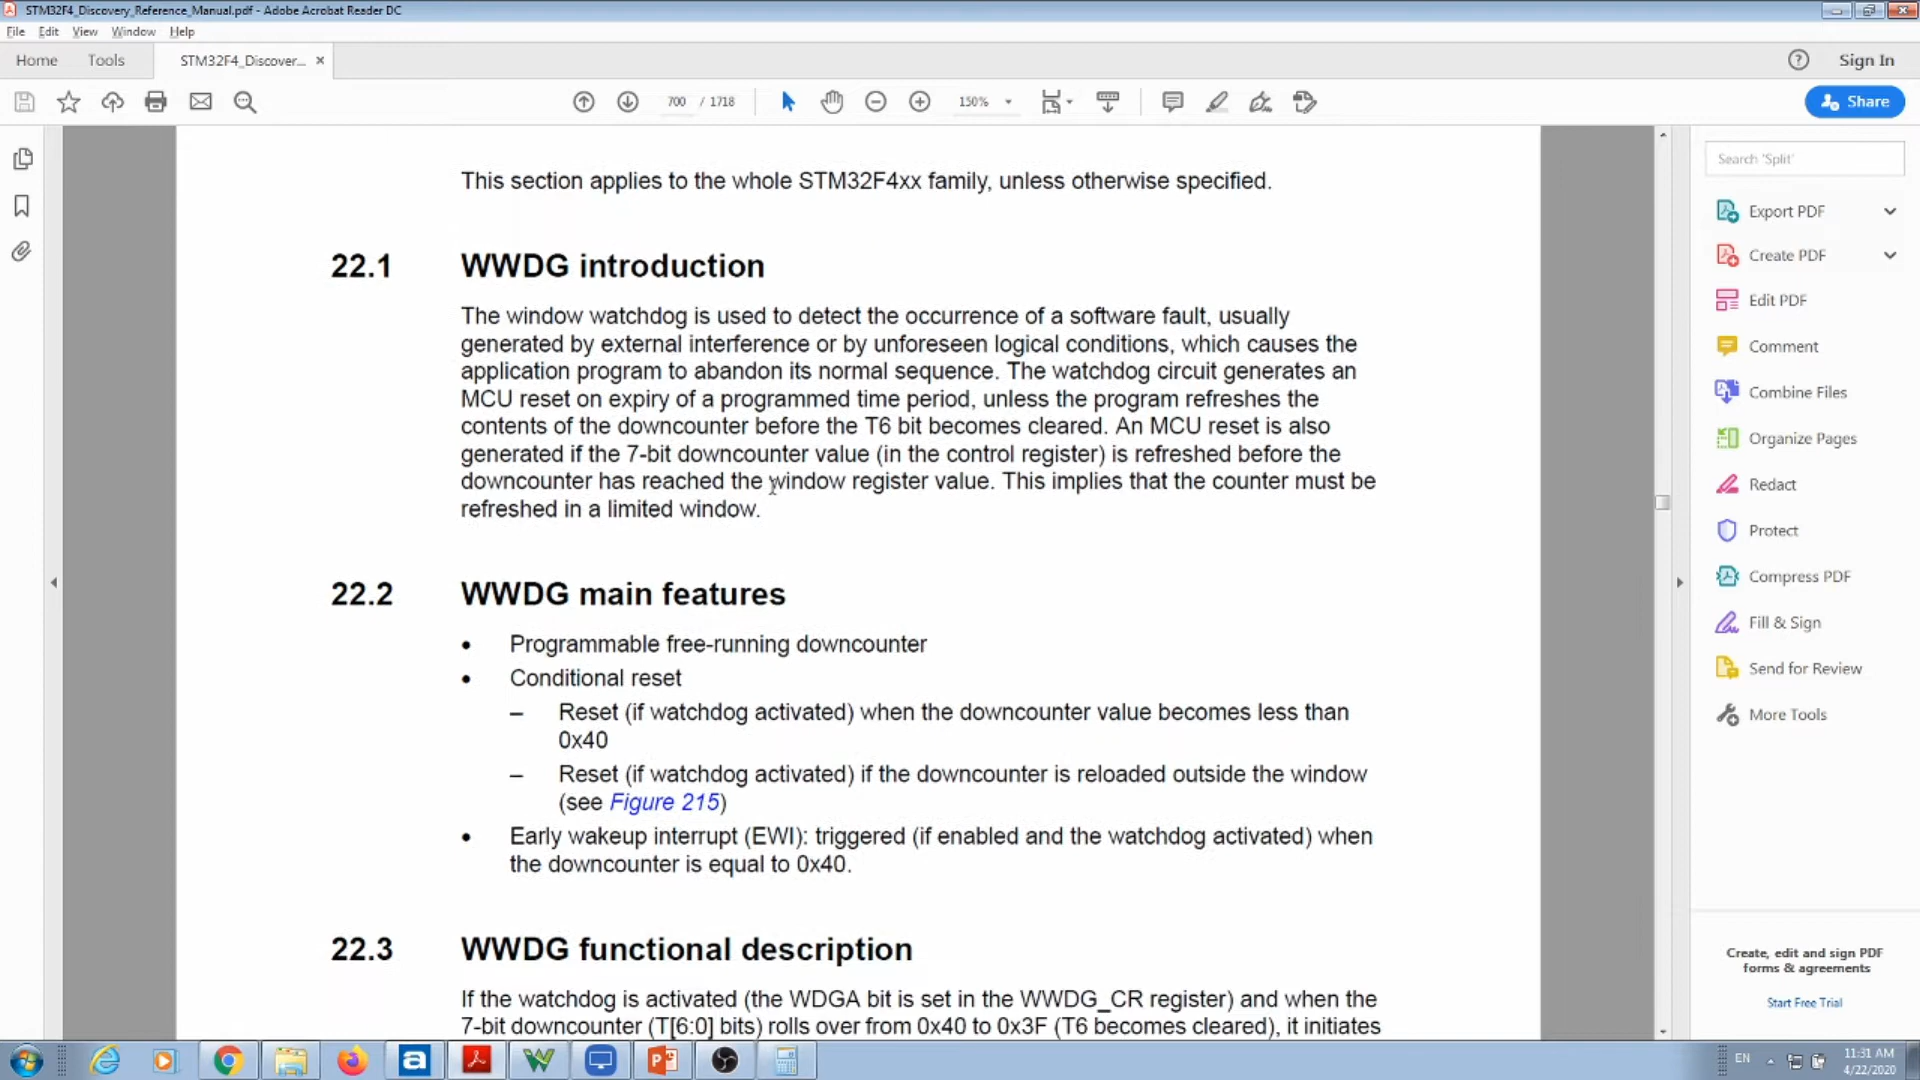 STM32F4_Discovery_Reference_Manual.pdf - Adobe Acrobat Reader DC
File Edit View Window Help
Home Tools STM32F4_Discover... × Sign In
700 / 1718 150% Share
This section applies to the whole STM32F4xx family, unless otherwise specified.
22.1 WWDG introduction
The window watchdog is used to detect the occurrence of a software fault, usually
generated by external interference or by unforeseen logical conditions, which causes the
application program to abandon its normal sequence. The watchdog circuit generates an
MCU reset on expiry of a programmed time period, unless the program refreshes the
contents of the downcounter before the T6 bit becomes cleared. An MCU reset is also
generated if the 7-bit downcounter value (in the control register) is refreshed before the
downcounter has reached the window register value. This implies that the counter must be
refreshed in a limited window.
22.2 WWDG main features
• Programmable free-running downcounter
• Conditional reset
– Reset (if watchdog activated) when the downcounter value becomes less than
0x40
– Reset (if watchdog activated) if the downcounter is reloaded outside the window
(see Figure 215)
• Early wakeup interrupt (EWI): triggered (if enabled and the watchdog activated) when
the downcounter is equal to 0x40.
22.3 WWDG functional description
If the watchdog is activated (the WDGA bit is set in the WWDG_CR register) and when the
7-bit downcounter (T[6:0] bits) rolls over from 0x40 to 0x3F (T6 becomes cleared), it initiates
Search 'Split'
Export PDF
Create PDF
Edit PDF
Comment
Combine Files
Organize Pages
Redact
Protect
Compress PDF
Fill & Sign
Send for Review
More Tools
Create, edit and sign PDF
forms & agreements
Start Free Trial
EN
11:31 AM
4/22/2020